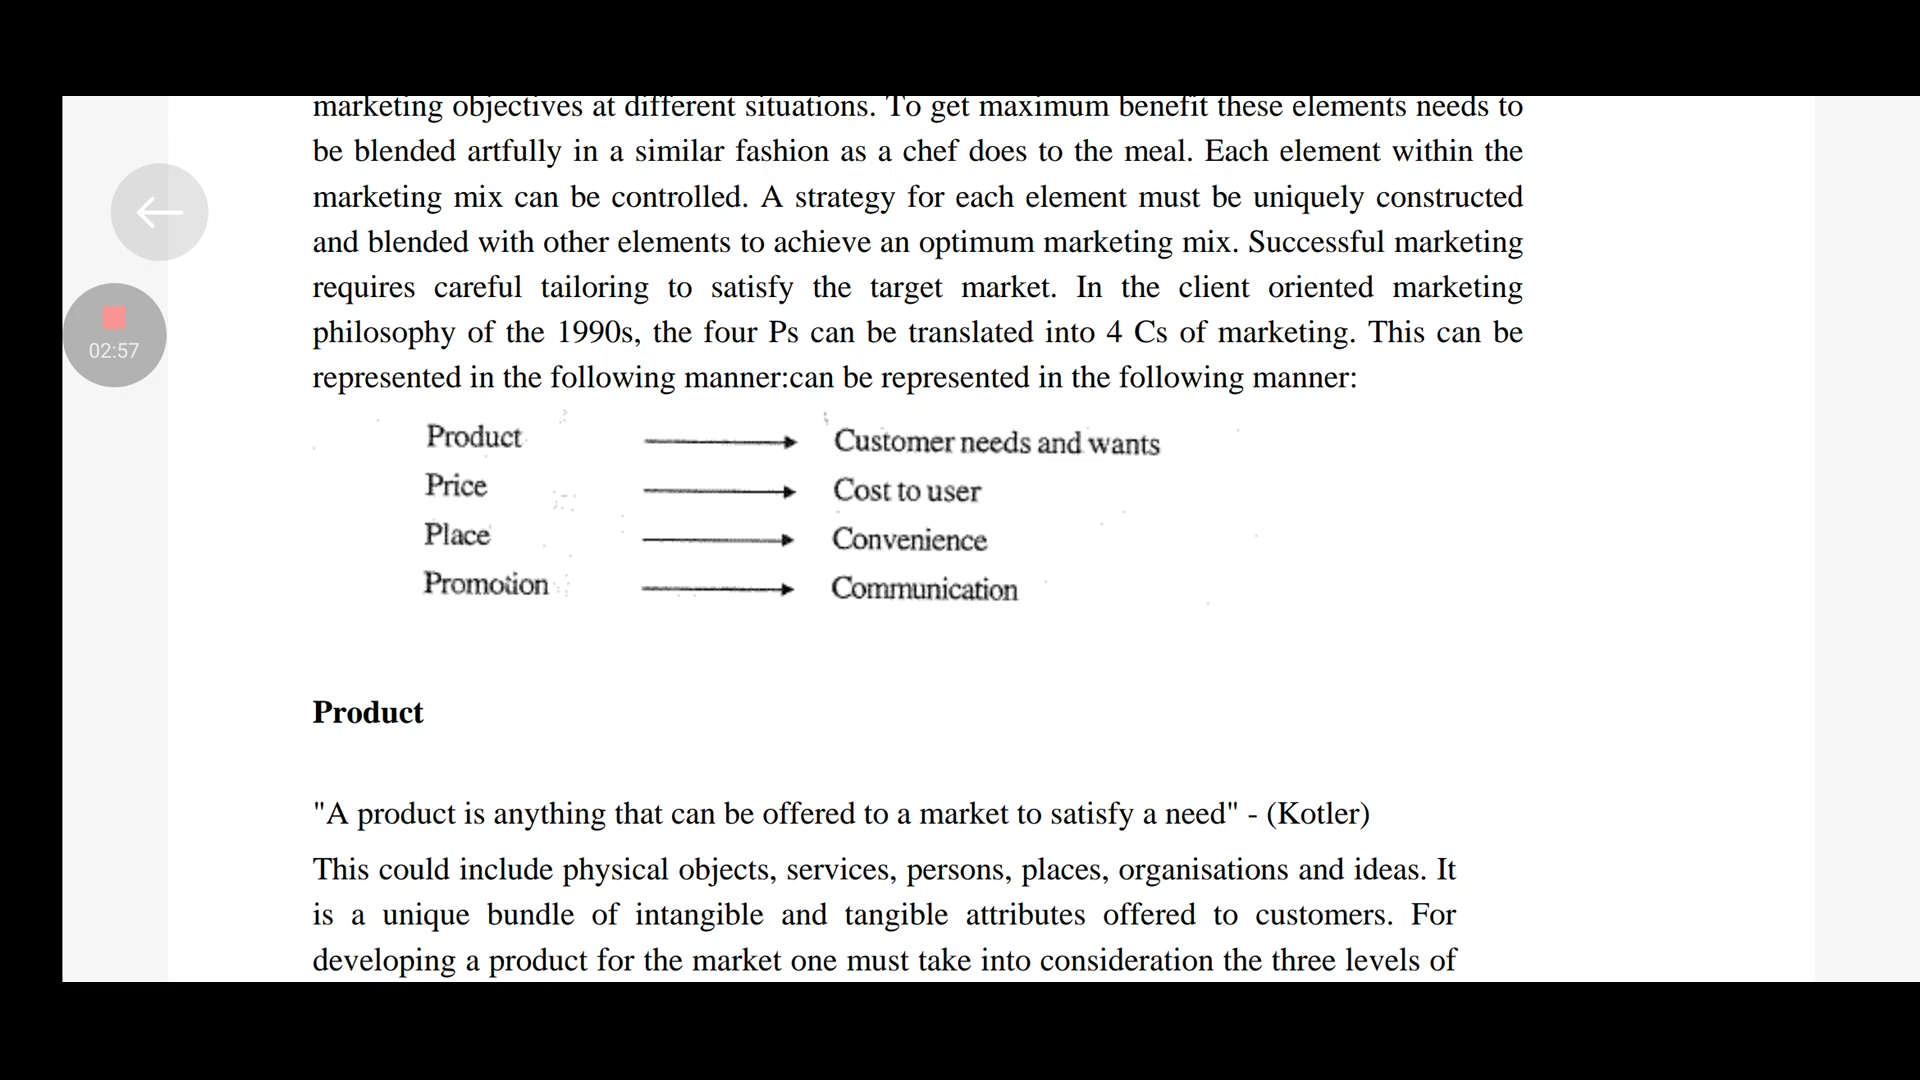 marketing objectives at different situations. To get maximum benefit these elements needs to
be blended artfully in a similar fashion as a chef does to the meal. Each element within the
marketing mix can be controlled. A strategy for each element must be uniquely constructed
and blended with other elements to achieve an optimum marketing mix. Successful marketing
requires careful tailoring to satisfy the target market. In the client oriented marketing
02:57
philosophy of the 1990s, the four Ps can be translated into 4 Cs of marketing. This can be
represented in the following manner:can be represented in the following manner:
Product Customer needs and wants
Price Cost to user
Place Convenience
Promotion Communication
Product
"A product is anything that can be offered to a market to satisfy a need" - (Kotler)
This could include physical objects, services, persons, places, organisations and ideas. It
is a unique bundle of intangible and tangible attributes offered to customers. For
developing a product for the market one must take into consideration the three levels of